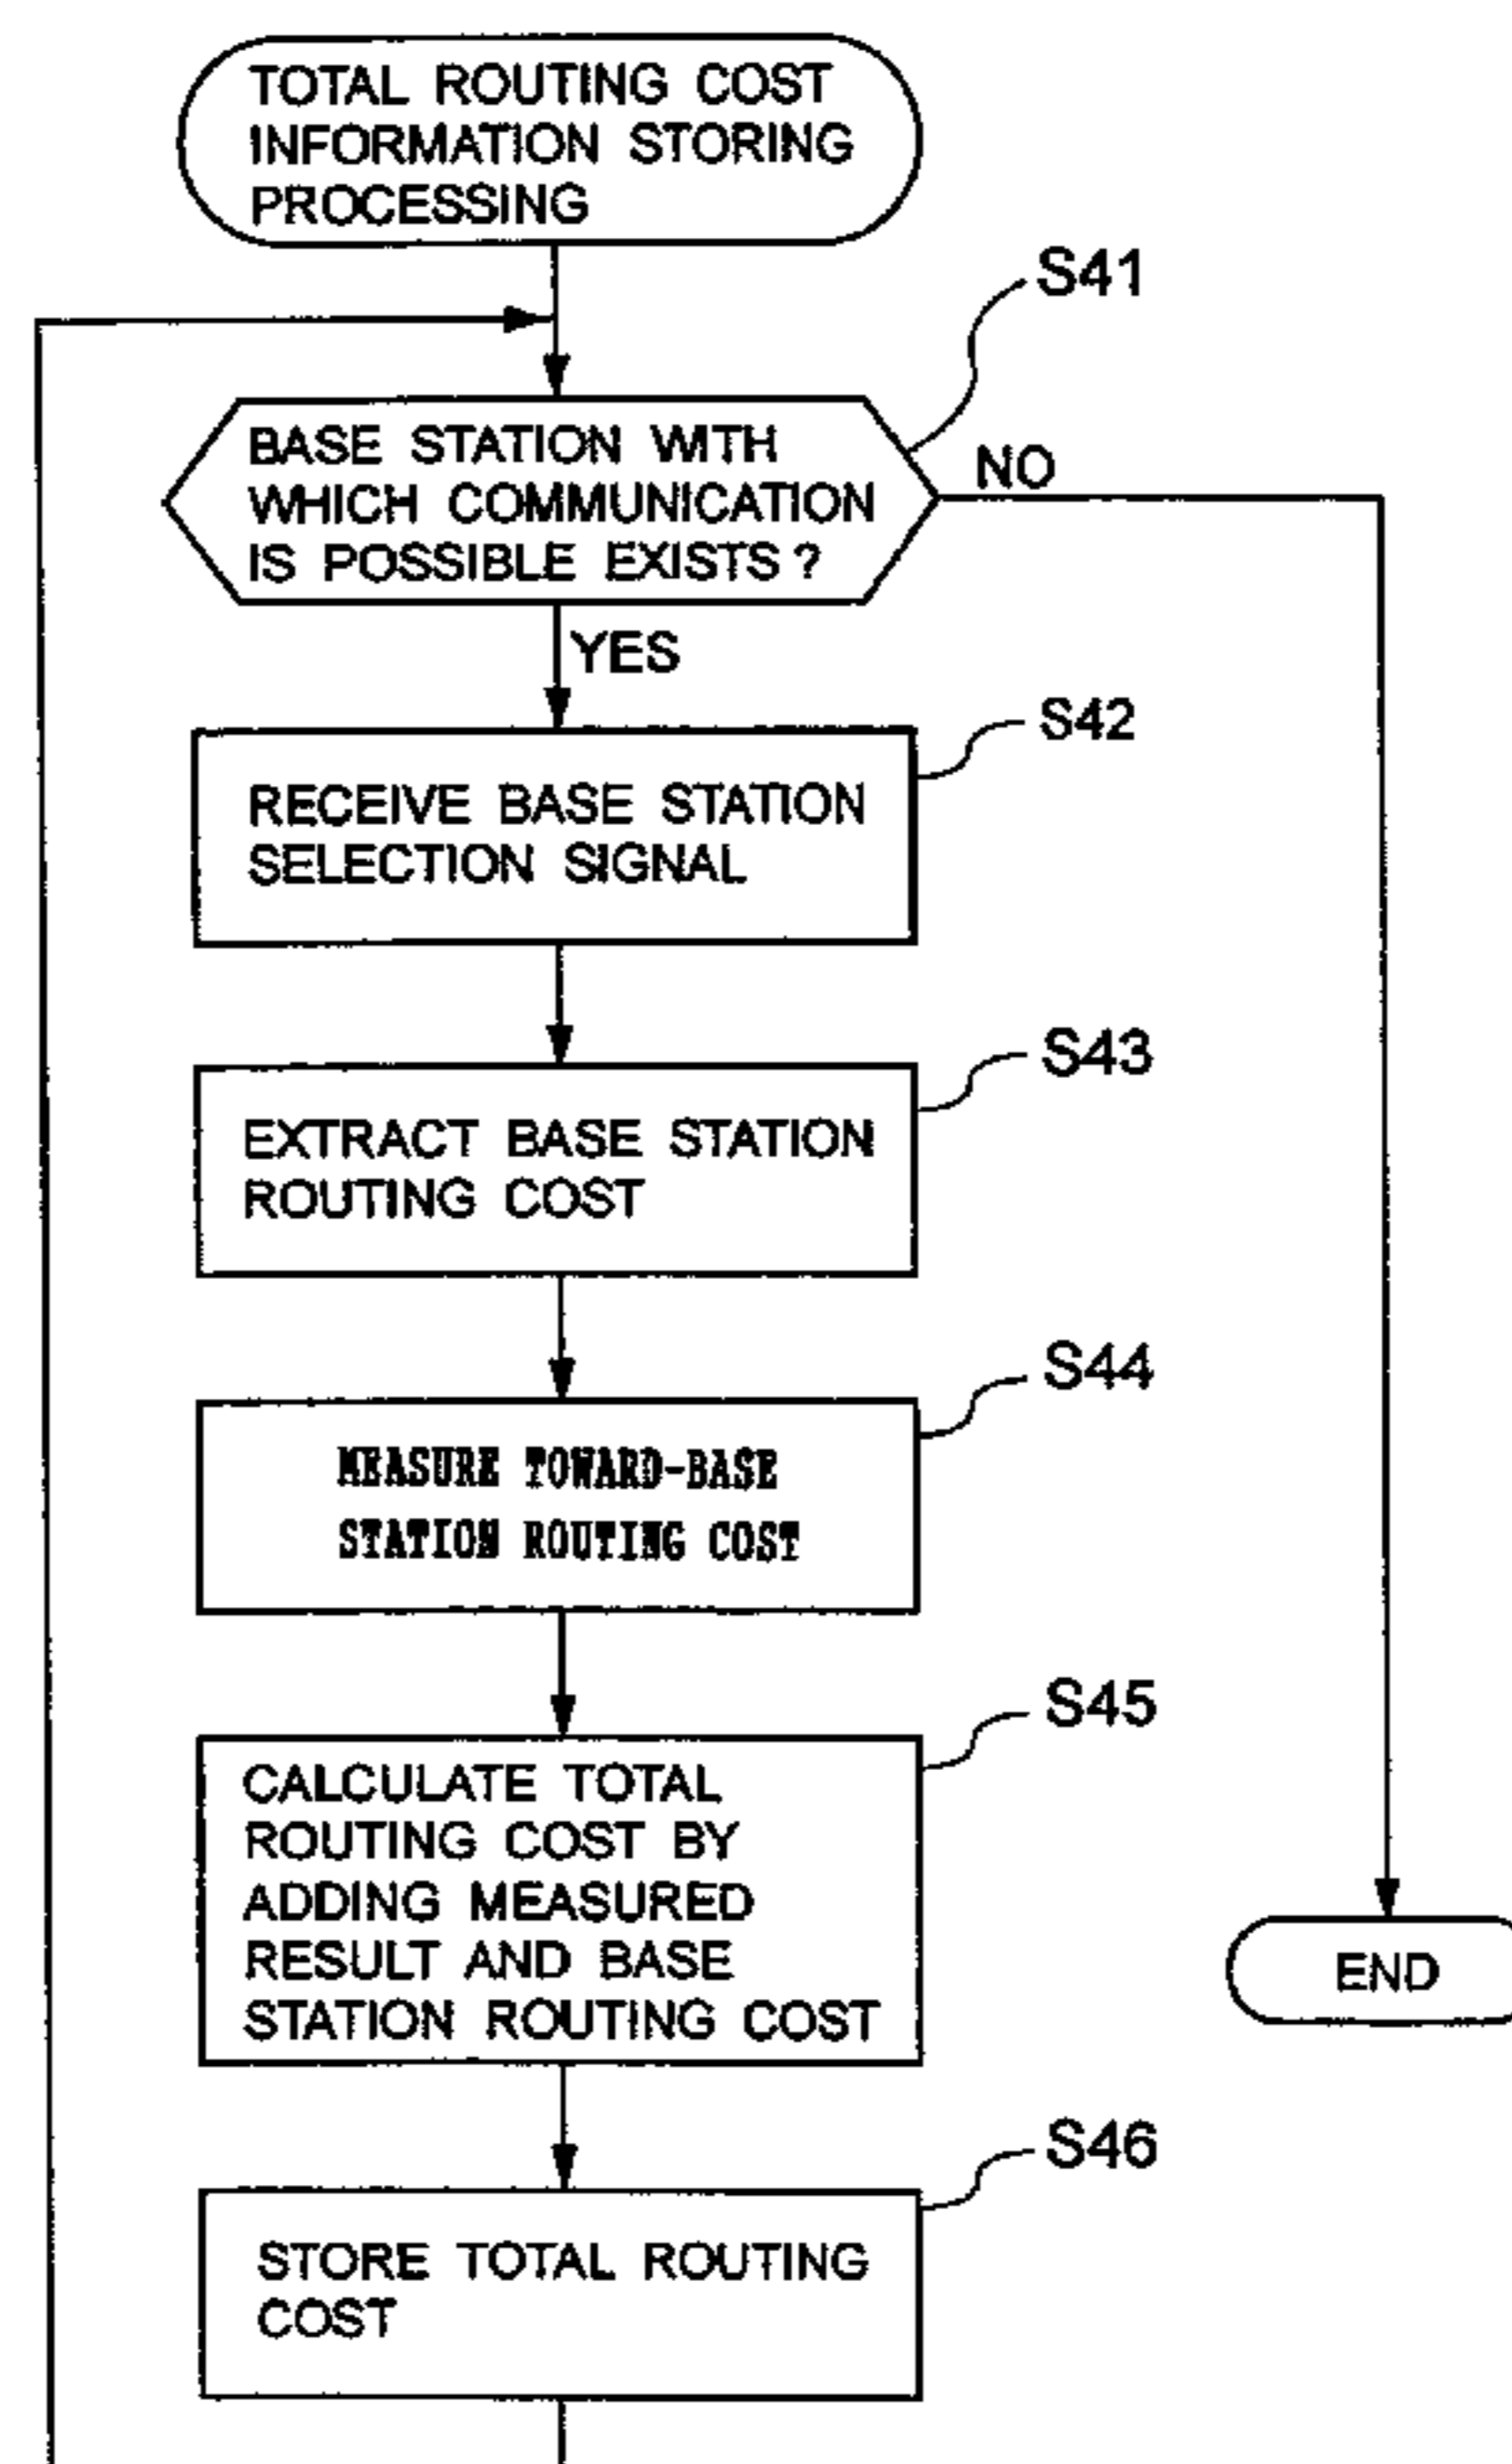 TOTAL ROUTING COST
INFORMATION STORING
PROCESSING
S41
BASE STATION WITH
WHICH COMMUNICATION
IS POSSIBLE EXISTS?
NO
YES
S42
RECEIVE BASE STATION
SELECTION SIGNAL
S43
EXTRACT BASE STATION
ROUTING COST
S44
MEASURE TOWARD-BASE
STATION ROUTING COST
S45
CALCULATE TOTAL
ROUTING COST BY
ADDING MEASURED
RESULT AND BASE
STATION ROUTING COST
END
S46
STORE TOTAL ROUTING
COST